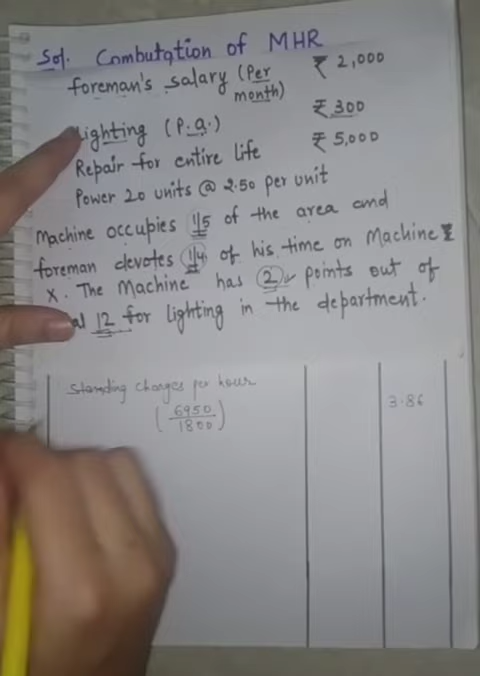 Sol. Combutation of MHR
foreman's salary (Per month) ₹ 2,000
Lighting (P.a.) ₹ 300
Repair for entire life ₹ 5,000
Power 20 units @ 2.50 per unit
Machine occupies 1/5 of the area and
foreman devotes 1/4 of his time on Machine
X. The Machine has 2 points out of
12 for lighting in the department.
Standing charges per hour
(6950/1800) 3.86